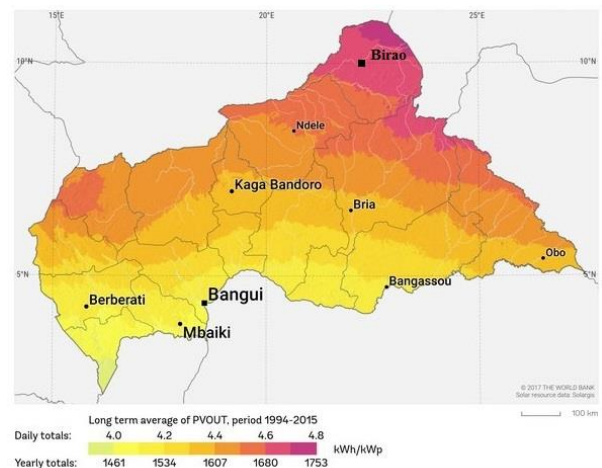 15°E 20°E 25°E
10°N 10°N
Birao
Ndele
Kaga Bandoro
Bria
Obo
5°N 5°N
Bangassou
Berberati
Bangui
Mbaiki
© 2017 THE WORLD BANK
Solar resource data: Solargis
100 km
Long term average of PVOUT, period 1994-2015
Daily totals: 4.0 4.2 4.4 4.6 4.8
kWh/kWp
Yearly totals: 1461 1534 1607 1680 1753